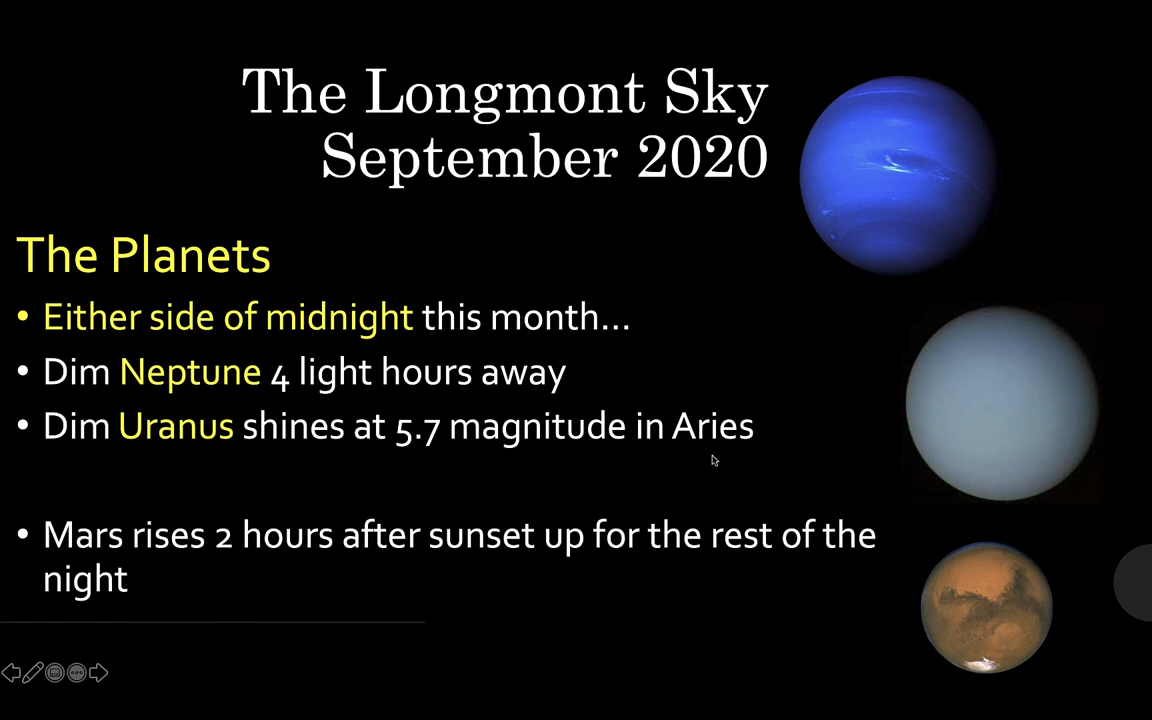 The Longmont Sky
September 2020
The Planets
• Either side of midnight this month...
• Dim Neptune 4 light hours away
• Dim Uranus shines at 5.7 magnitude in Aries
• Mars rises 2 hours after sunset up for the rest of the
night